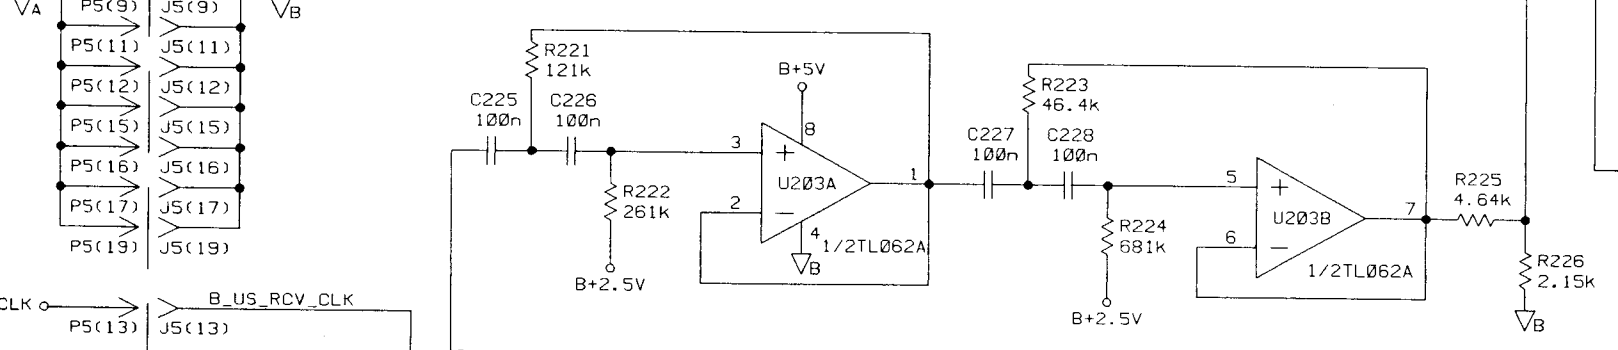 ▽A P5(9) J5(9) ▽B
P5(11) J5(11)
P5(12) J5(12)
P5(15) J5(15)
P5(16) J5(16)
P5(17) J5(17)
P5(19) J5(19)
CLK B_US_RCV_CLK
P5(13) J5(13)
R221
121k
C225
100n
C226
100n
R222
261k
B+2.5V
B+5V
8
3
+
U203A
1
2
−
4
1/2TL062A
▽B
R223
46.4k
C227
100n
C228
100n
R224
681k
B+2.5V
5
+
U203B
7
6
−
1/2TL062A
R225
4.64k
R226
2.15k
▽B